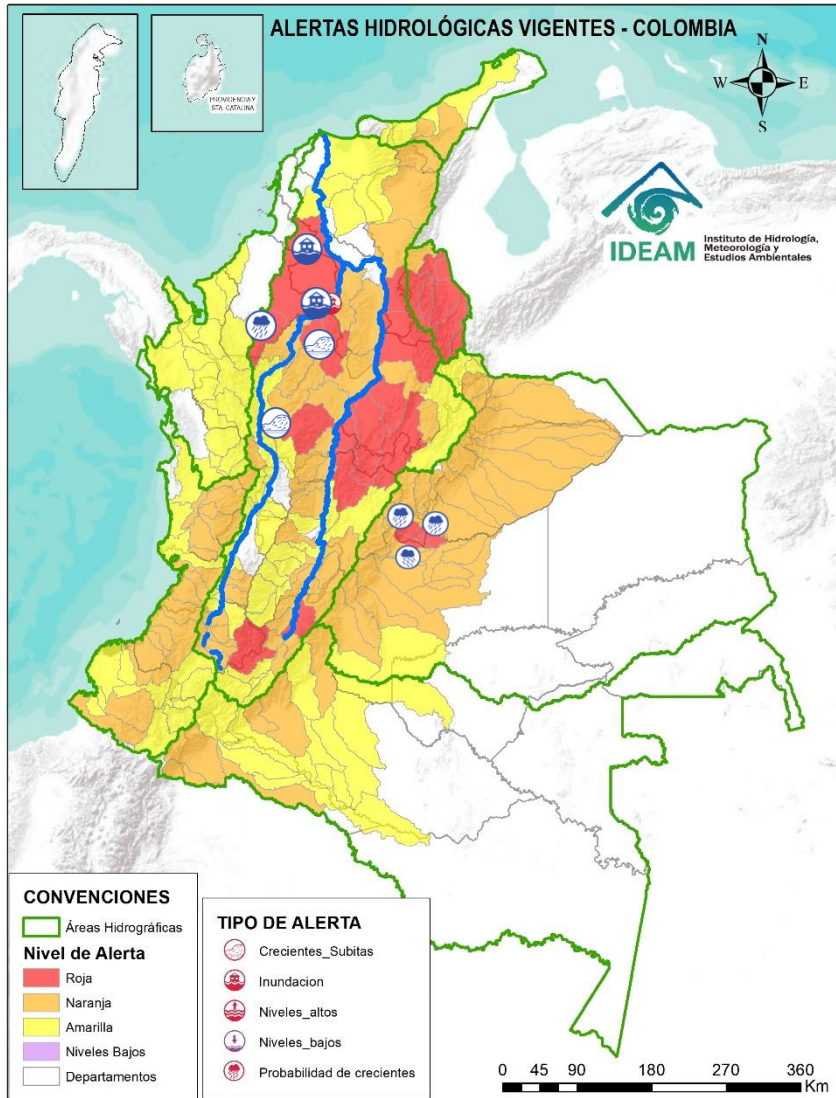 ALERTAS HIDROLÓGICAS VIGENTES - COLOMBIA
PROVIDENCIA Y
STA. CATALINA
N
W
E
S
IDEAM
Instituto de Hidrología,
Meteorología y
Estudios Ambientales
CONVENCIONES
Áreas Hidrográficas
Nivel de Alerta
Roja
Naranja
Amarilla
Niveles Bajos
Departamentos
TIPO DE ALERTA
Crecientes_Subitas
Inundacion
Niveles_altos
Niveles_bajos
Probabilidad de crecientes
0 45 90 180 270 360
Km